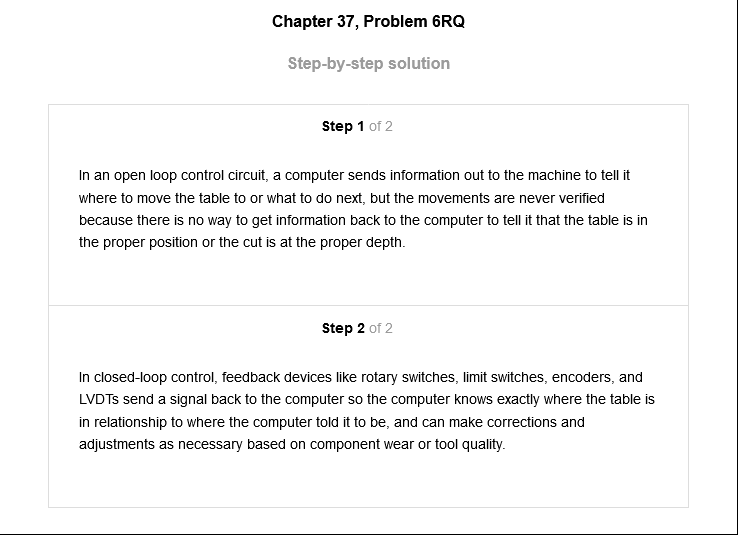 Chapter 37, Problem 6RQ
Step-by-step solution
Step 1 of 2
In an open loop control circuit, a computer sends information out to the machine to tell it
where to move the table to or what to do next, but the movements are never verified
because there is no way to get information back to the computer to tell it that the table is in
the proper position or the cut is at the proper depth.
Step 2 of 2
In closed-loop control, feedback devices like rotary switches, limit switches, encoders, and
LVDTs send a signal back to the computer so the computer knows exactly where the table is
in relationship to where the computer told it to be, and can make corrections and
adjustments as necessary based on component wear or tool quality.